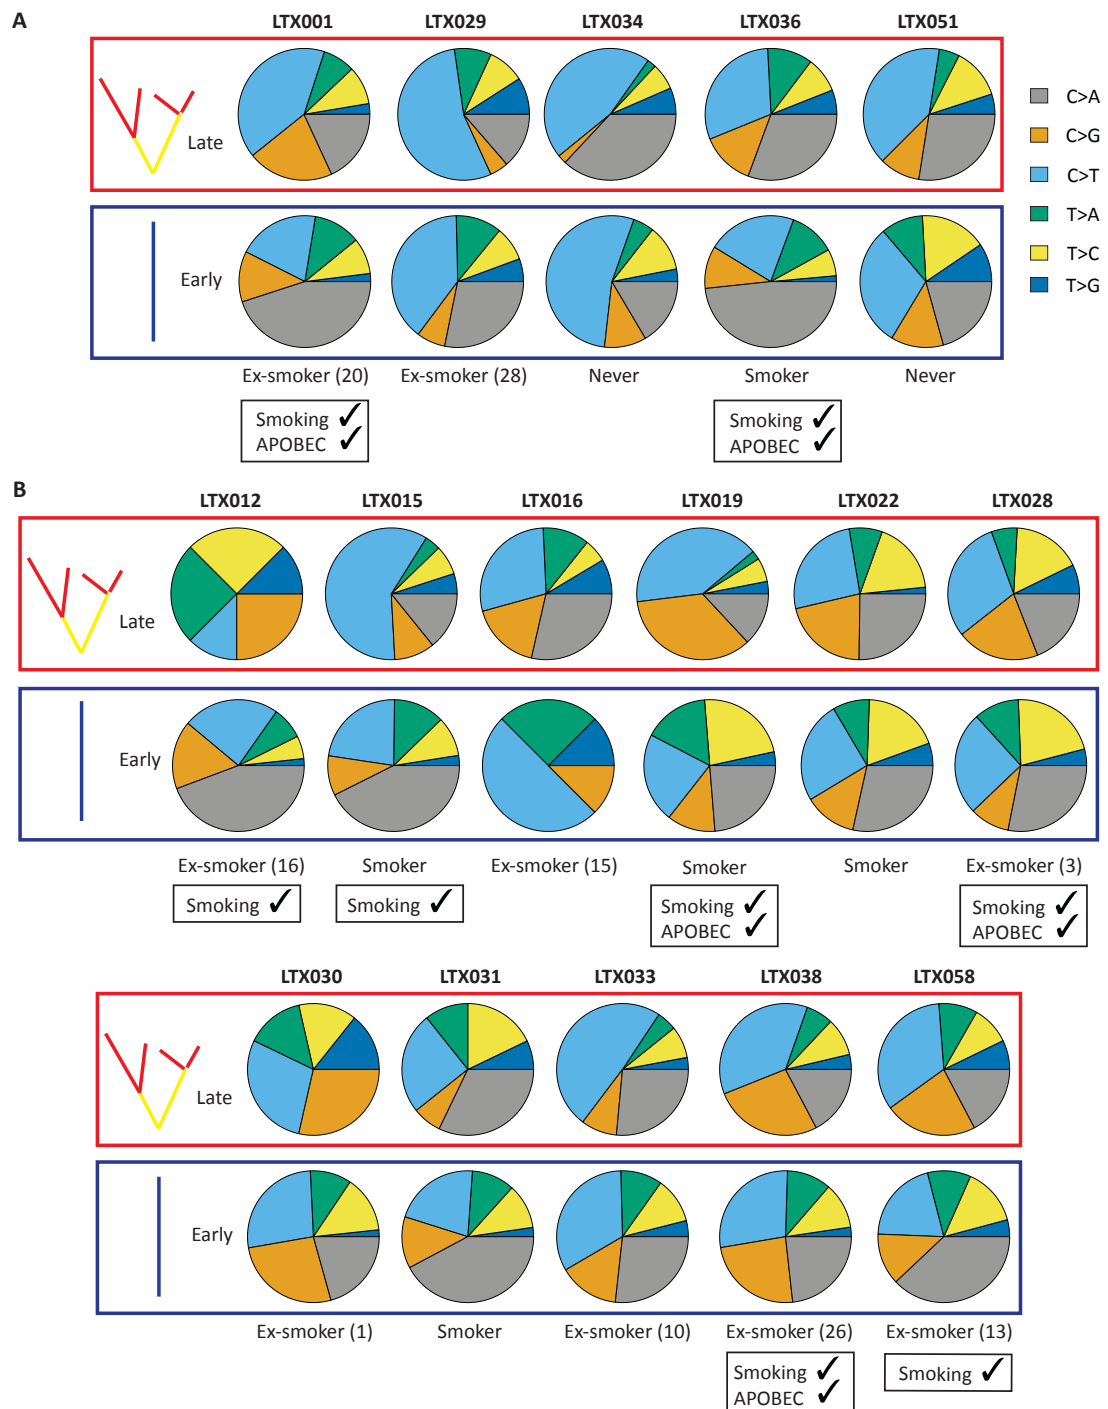 A
LTX001 LTX029 LTX034 LTX036 LTX051
Late
C>A
C>G
C>T
T>A
T>C
T>G
Early
Ex-smoker (20) Ex-smoker (28) Never Smoker Never
Smoking ✓ Smoking ✓
APOBEC ✓ APOBEC ✓
B
LTX012 LTX015 LTX016 LTX019 LTX022 LTX028
Late
Early
Ex-smoker (16) Smoker Ex-smoker (15) Smoker Smoker Ex-smoker (3)
Smoking ✓ Smoking ✓ Smoking ✓ Smoking ✓
APOBEC ✓ APOBEC ✓
LTX030 LTX031 LTX033 LTX038 LTX058
Late
Early
Ex-smoker (1) Smoker Ex-smoker (10) Ex-smoker (26) Ex-smoker (13)
Smoking ✓ Smoking ✓
APOBEC ✓